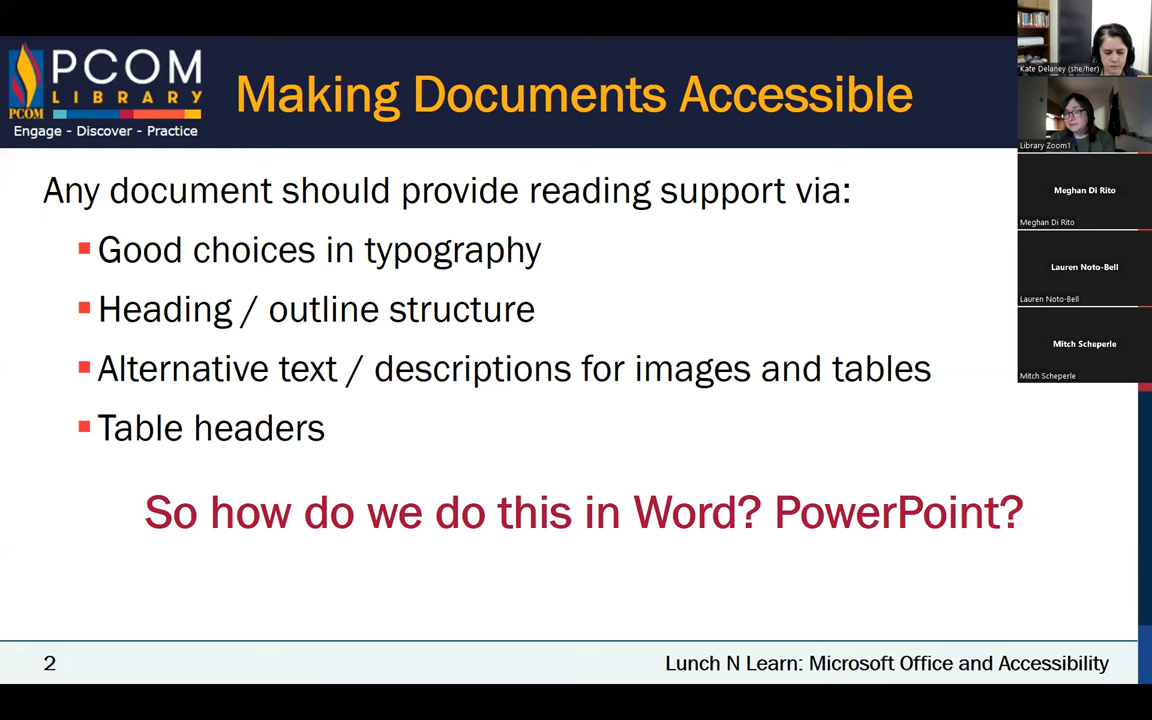 PCOM
LIBRARY
PCOM
Engage - Discover - Practice
Making Documents Accessible
Any document should provide reading support via:
Good choices in typography
Heading / outline structure
Alternative text / descriptions for images and tables
Table headers
So how do we do this in Word? PowerPoint?
2
Lunch N Learn: Microsoft Office and Accessibility
Kate Delaney (she/her)
Library Zoom1
Meghan Di Rito
Meghan Di Rito
Lauren Noto-Bell
Lauren Noto-Bell
Mitch Scheperle
Mitch Scheperle